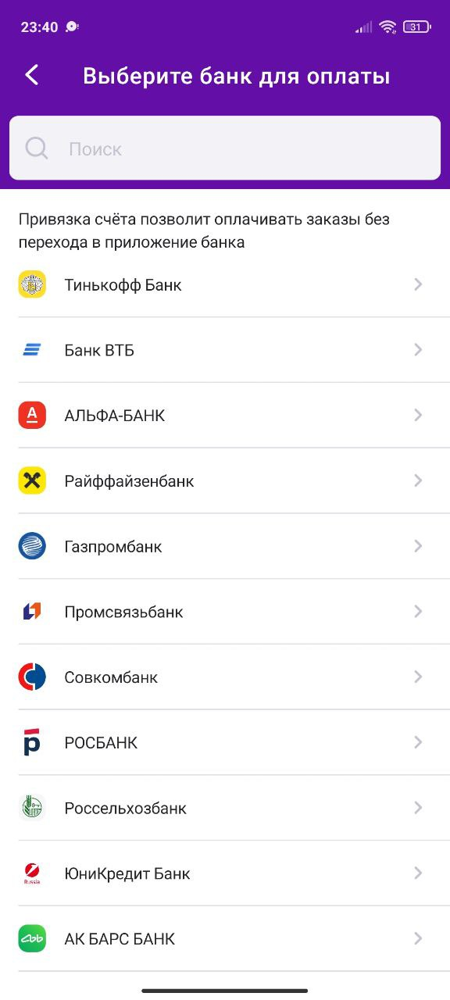 23:40
31
Выберите банк для оплаты
Поиск
Привязка счёта позволит оплачивать заказы без
перехода в приложение банка
Тинькофф Банк
Банк ВТБ
А
АЛЬФА-БАНК
Райффайзенбанк
Газпромбанк
Промсвязьбанк
Совкомбанк
р
РОСБАНК
Россельхозбанк
Russia
ЮниКредит Банк
АК БАРС БАНК